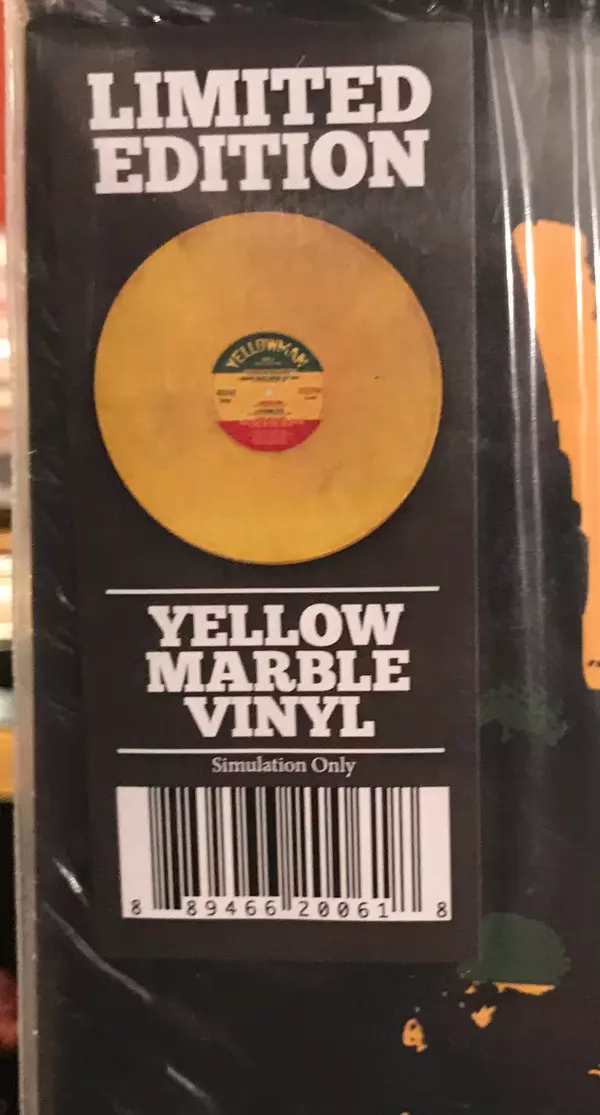 LIMITED
EDITION
YELLOWMAN
YELLOW
MARBLE
VINYL
Simulation Only
8 89466 20061 8